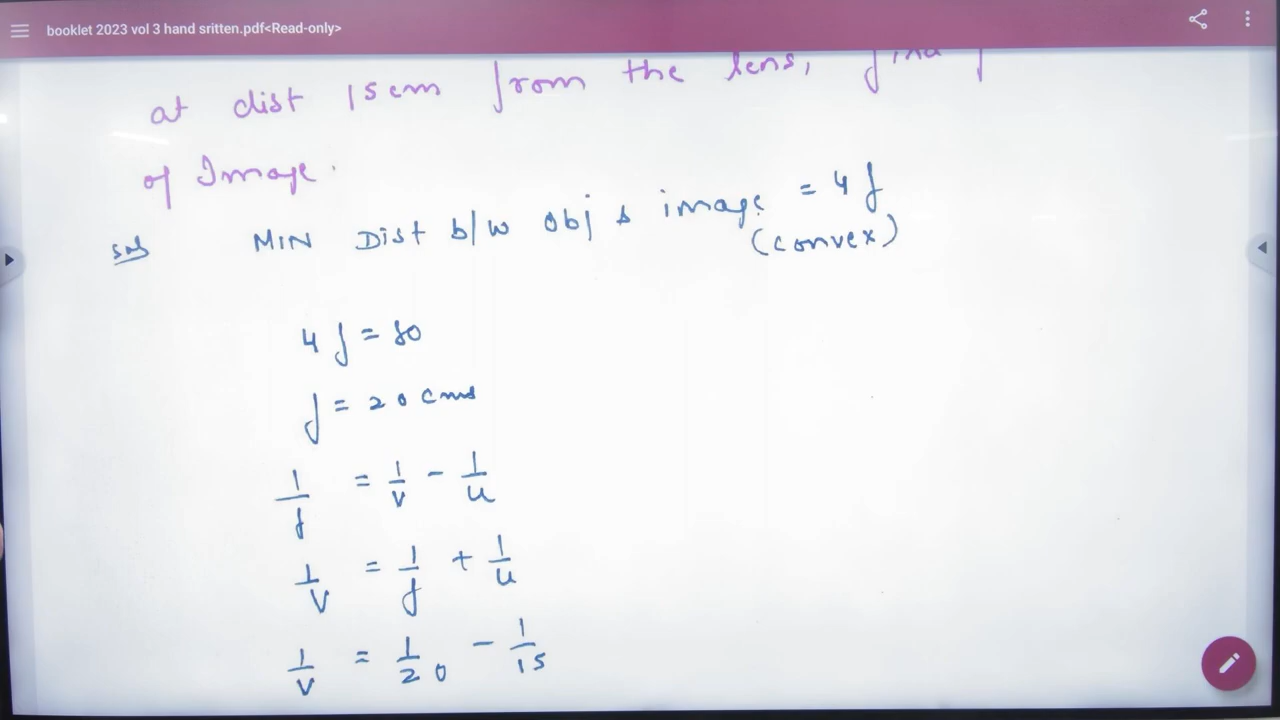 booklet 2023 vol 3 hand sritten.pdf<Read-only>
at dist 15cm from the lens, find
of Image.
Sol MIN Dist b/w obj & image = 4f
(convex)
4f = 80
f = 20 cms
1/f = 1/v - 1/u
1/v = 1/f + 1/u
1/v = 1/20 - 1/15